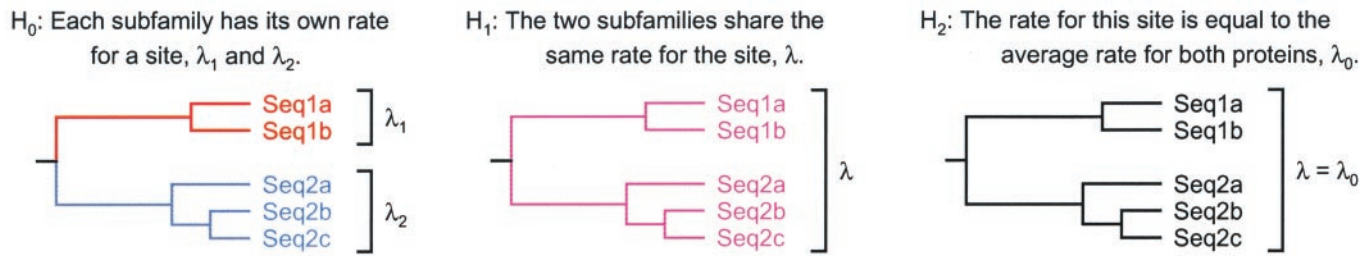 H₀: Each subfamily has its own rate
for a site, λ₁ and λ₂.
Seq1a
Seq1b
λ₁
Seq2a
Seq2b
Seq2c
λ₂
H₁: The two subfamilies share the
same rate for the site, λ.
Seq1a
Seq1b
Seq2a
Seq2b
Seq2c
λ
H₂: The rate for this site is equal to the
average rate for both proteins, λ₀.
Seq1a
Seq1b
Seq2a
Seq2b
Seq2c
λ = λ₀